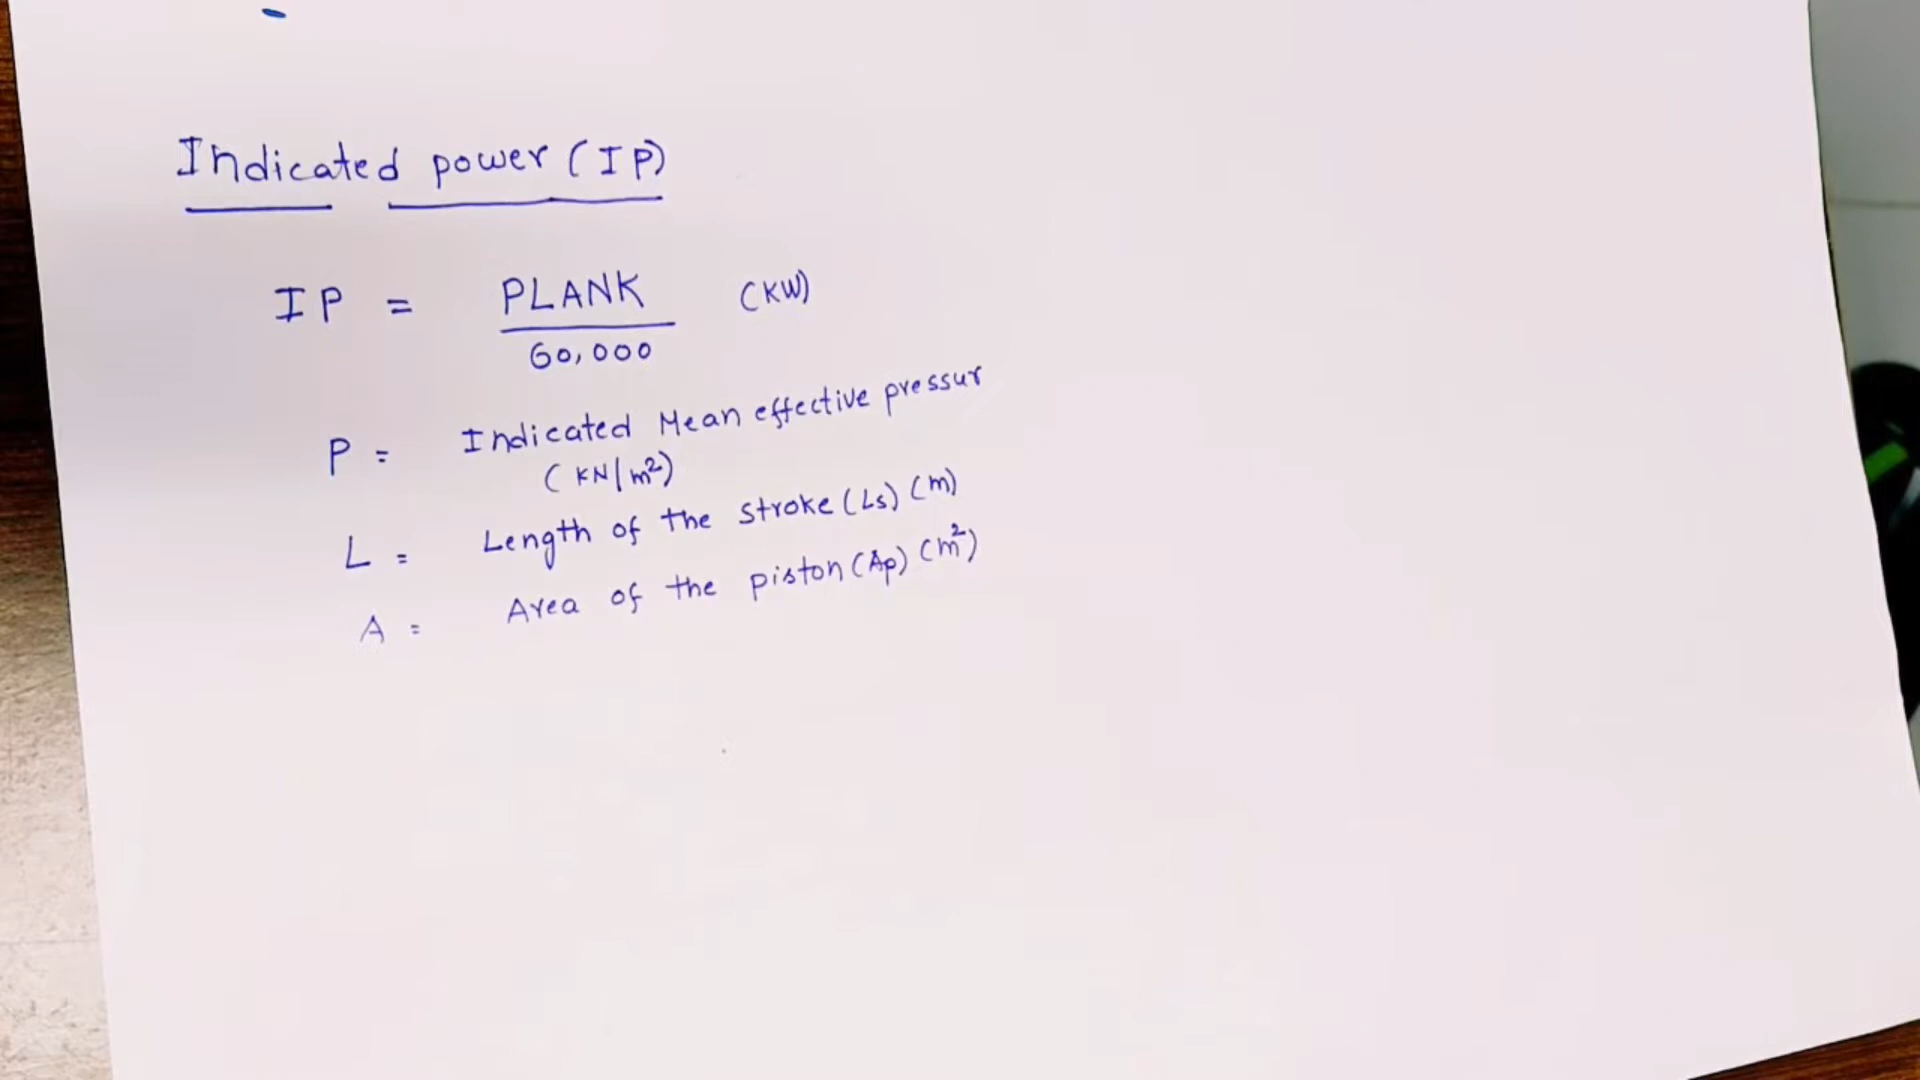 Indicated power (IP)
IP = PLANK / 60,000 (KW)
P = Indicated Mean effective pressur
(KN/m²)
L = Length of the stroke (Ls) (m)
A = Area of the piston (Ap) (m²)